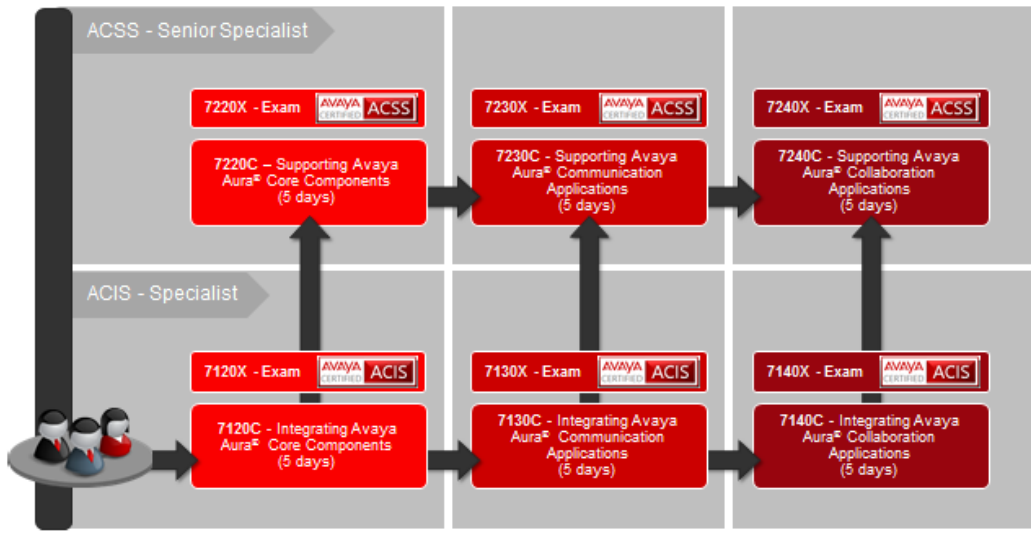 ACSS - Senior Specialist
7220X - Exam AVAYA CERTIFIED ACSS
7230X - Exam AVAYA CERTIFIED ACSS
7240X - Exam AVAYA CERTIFIED ACSS
7220C – Supporting Avaya
Aura® Core Components
(5 days)
7230C - Supporting Avaya
Aura® Communication
Applications
(5 days)
7240C - Supporting Avaya
Aura® Collaboration
Applications
(5 days)
ACIS - Specialist
7120X - Exam AVAYA CERTIFIED ACIS
7130X - Exam AVAYA CERTIFIED ACIS
7140X - Exam AVAYA CERTIFIED ACIS
7120C - Integrating Avaya
Aura® Core Components
(5 days)
7130C - Integrating Avaya
Aura® Communication
Applications
(5 days)
7140C - Integrating Avaya
Aura® Collaboration
Applications
(5 days)